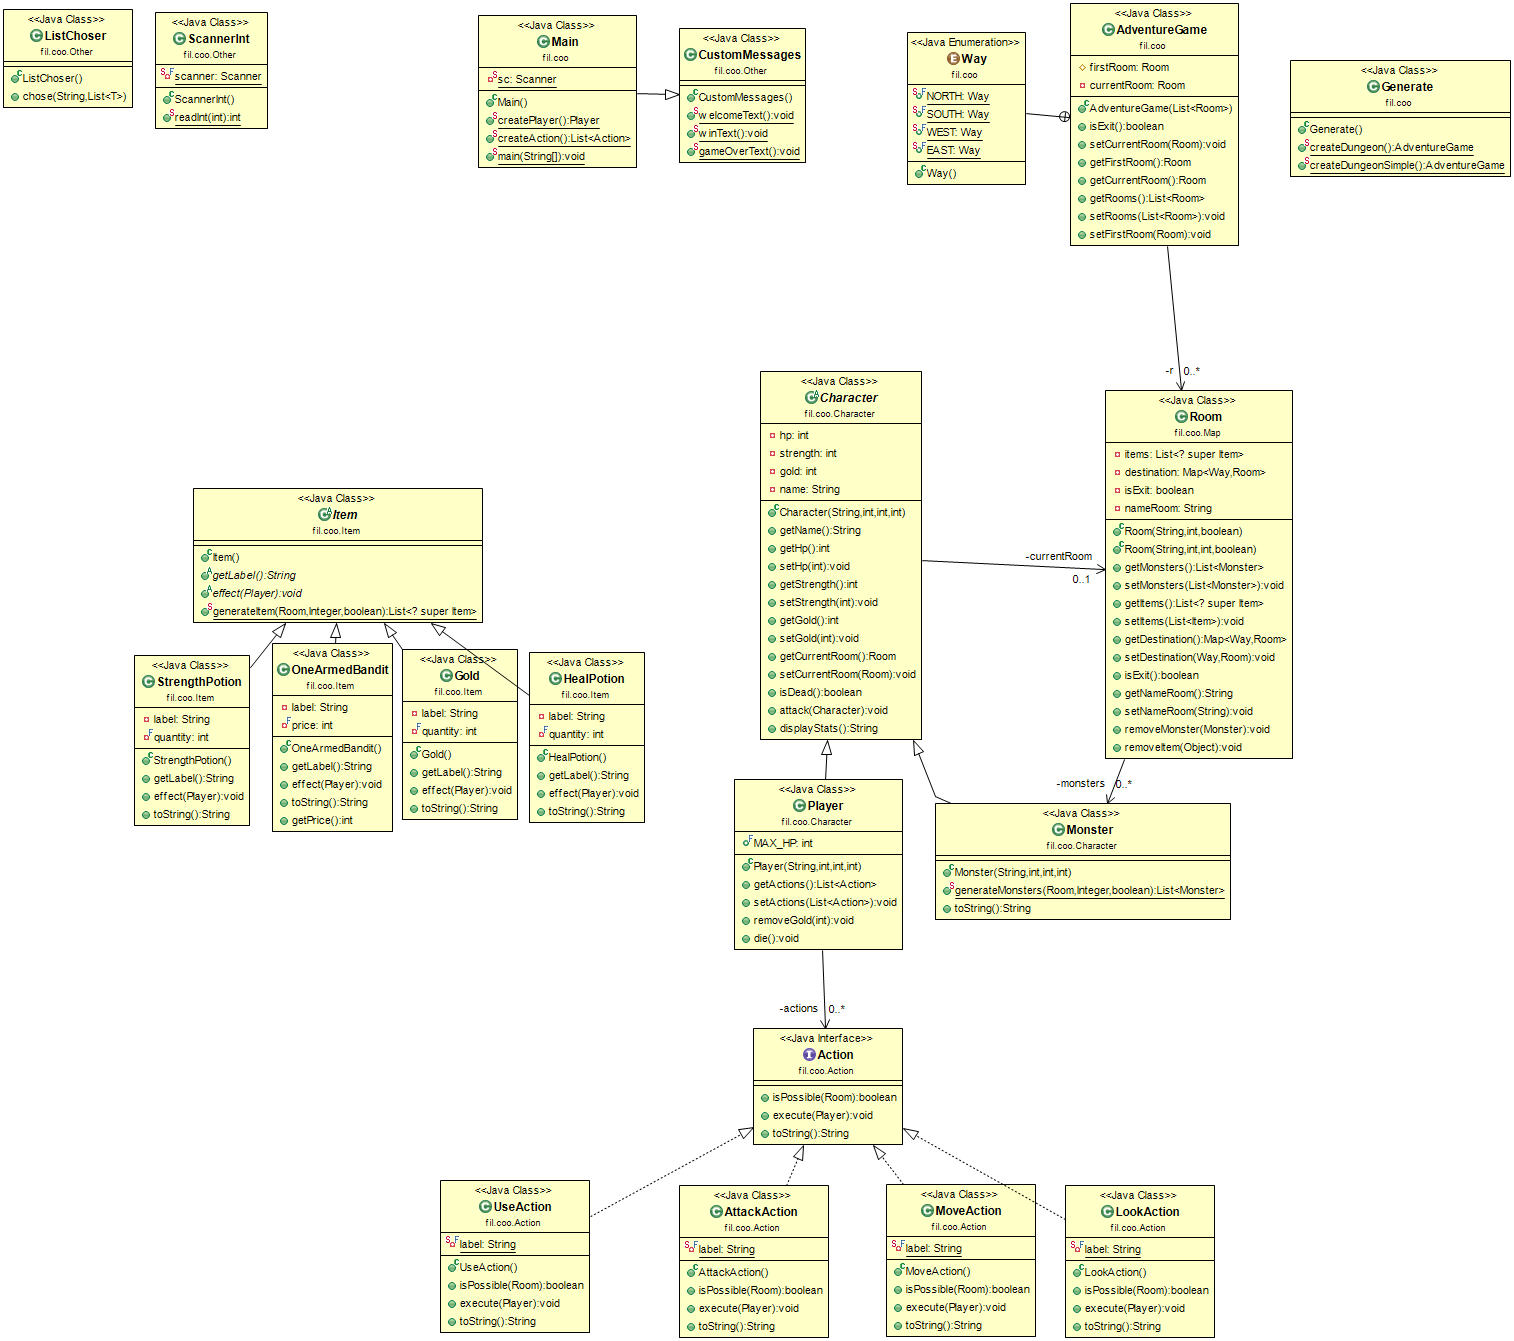 <<Java Class>>
ListChoser
fil.coo.Other
ListChoser()
chose(String,List<T>)
<<Java Class>>
ScannerInt
fil.coo.Other
scanner: Scanner
ScannerInt()
readInt(int):int
<<Java Class>>
Main
fil.coo
sc: Scanner
Main()
createPlayer():Player
createAction():List<Action>
main(String[]):void
<<Java Class>>
CustomMessages
fil.coo.Other
CustomMessages()
welcomeText():void
winText():void
gameOverText():void
<<Java Enumeration>>
Way
fil.coo
NORTH: Way
SOUTH: Way
WEST: Way
EAST: Way
Way()
<<Java Class>>
AdventureGame
fil.coo
firstRoom: Room
currentRoom: Room
AdventureGame(List<Room>)
isExit():boolean
setCurrentRoom(Room):void
getFirstRoom():Room
getCurrentRoom():Room
getRooms():List<Room>
setRooms(List<Room>):void
setFirstRoom(Room):void
<<Java Class>>
Generate
fil.coo
Generate()
createDungeon():AdventureGame
createDungeonSimple():AdventureGame
-r 0..*
<<Java Class>>
Character
fil.coo.Character
hp: int
strength: int
gold: int
name: String
Character(String,int,int,int)
getName():String
getHp():int
setHp(int):void
getStrength():int
setStrength(int):void
getGold():int
setGold(int):void
getCurrentRoom():Room
setCurrentRoom(Room):void
isDead():boolean
attack(Character):void
displayStats():String
-currentRoom
0..1
<<Java Class>>
Room
fil.coo.Map
items: List<? super Item>
destination: Map<Way,Room>
isExit: boolean
nameRoom: String
Room(String,int,boolean)
Room(String,int,int,boolean)
getMonsters():List<Monster>
setMonsters(List<Monster>):void
getItems():List<? super Item>
setItems(List<Item>):void
getDestination():Map<Way,Room>
setDestination(Way,Room):void
isExit():boolean
getNameRoom():String
setNameRoom(String):void
removeMonster(Monster):void
removeItem(Object):void
<<Java Class>>
Item
fil.coo.Item
Item()
getLabel():String
effect(Player):void
generateItem(Room,Integer,boolean):List<? super Item>
<<Java Class>>
StrengthPotion
fil.coo.Item
label: String
quantity: int
StrengthPotion()
getLabel():String
effect(Player):void
toString():String
<<Java Class>>
OneArmedBandit
fil.coo.Item
label: String
price: int
OneArmedBandit()
getLabel():String
effect(Player):void
toString():String
getPrice():int
<<Java Class>>
Gold
fil.coo.Item
label: String
quantity: int
Gold()
getLabel():String
effect(Player):void
toString():String
<<Java Class>>
HealPotion
fil.coo.Item
label: String
quantity: int
HealPotion()
getLabel():String
effect(Player):void
toString():String
-monsters 0..*
<<Java Class>>
Player
fil.coo.Character
MAX_HP: int
Player(String,int,int,int)
getActions():List<Action>
setActions(List<Action>):void
removeGold(int):void
die():void
<<Java Class>>
Monster
fil.coo.Character
Monster(String,int,int,int)
generateMonsters(Room,Integer,boolean):List<Monster>
toString():String
-actions 0..*
<<Java Interface>>
Action
fil.coo.Action
isPossible(Room):boolean
execute(Player):void
toString():String
<<Java Class>>
UseAction
fil.coo.Action
label: String
UseAction()
isPossible(Room):boolean
execute(Player):void
toString():String
<<Java Class>>
AttackAction
fil.coo.Action
label: String
AttackAction()
isPossible(Room):boolean
execute(Player):void
toString():String
<<Java Class>>
MoveAction
fil.coo.Action
label: String
MoveAction()
isPossible(Room):boolean
execute(Player):void
toString():String
<<Java Class>>
LookAction
fil.coo.Action
label: String
LookAction()
isPossible(Room):boolean
execute(Player):void
toString():String